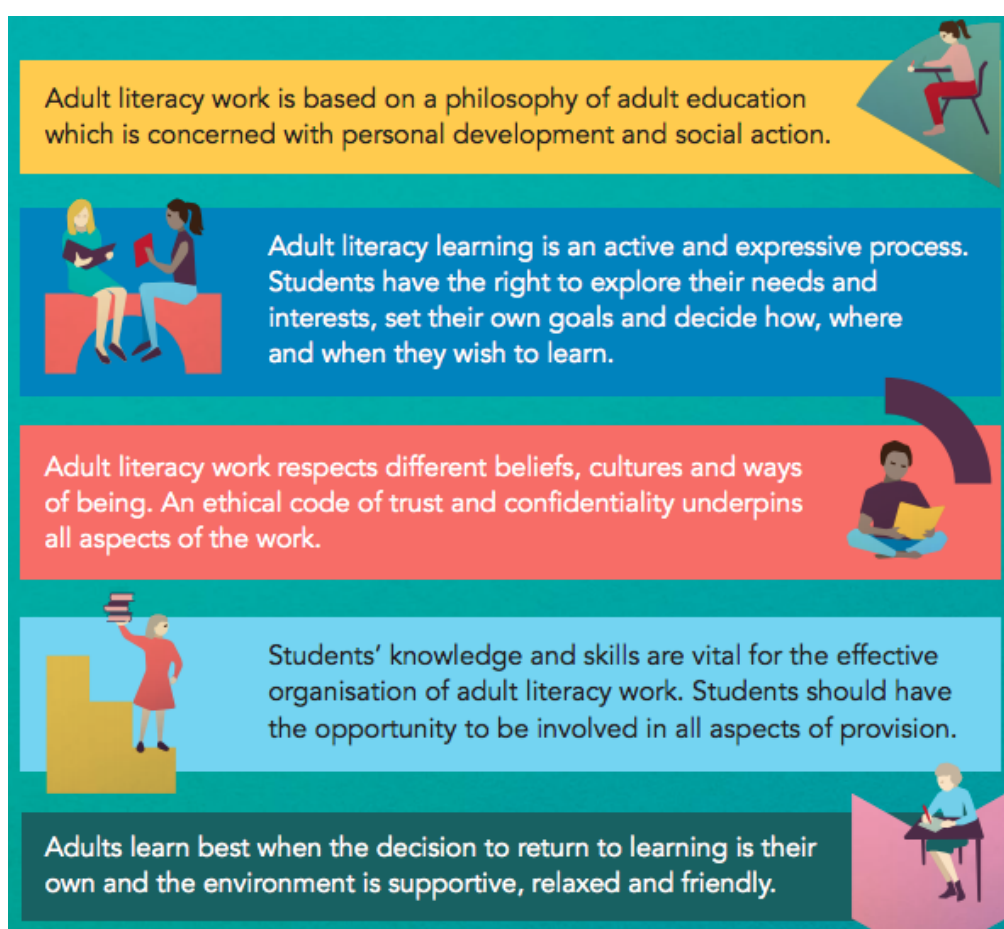 Adult literacy work is based on a philosophy of adult education
which is concerned with personal development and social action.
Adult literacy learning is an active and expressive process.
Students have the right to explore their needs and
interests, set their own goals and decide how, where
and when they wish to learn.
Adult literacy work respects different beliefs, cultures and ways
of being. An ethical code of trust and confidentiality underpins
all aspects of the work.
Students’ knowledge and skills are vital for the effective
organisation of adult literacy work. Students should have
the opportunity to be involved in all aspects of provision.
Adults learn best when the decision to return to learning is their
own and the environment is supportive, relaxed and friendly.